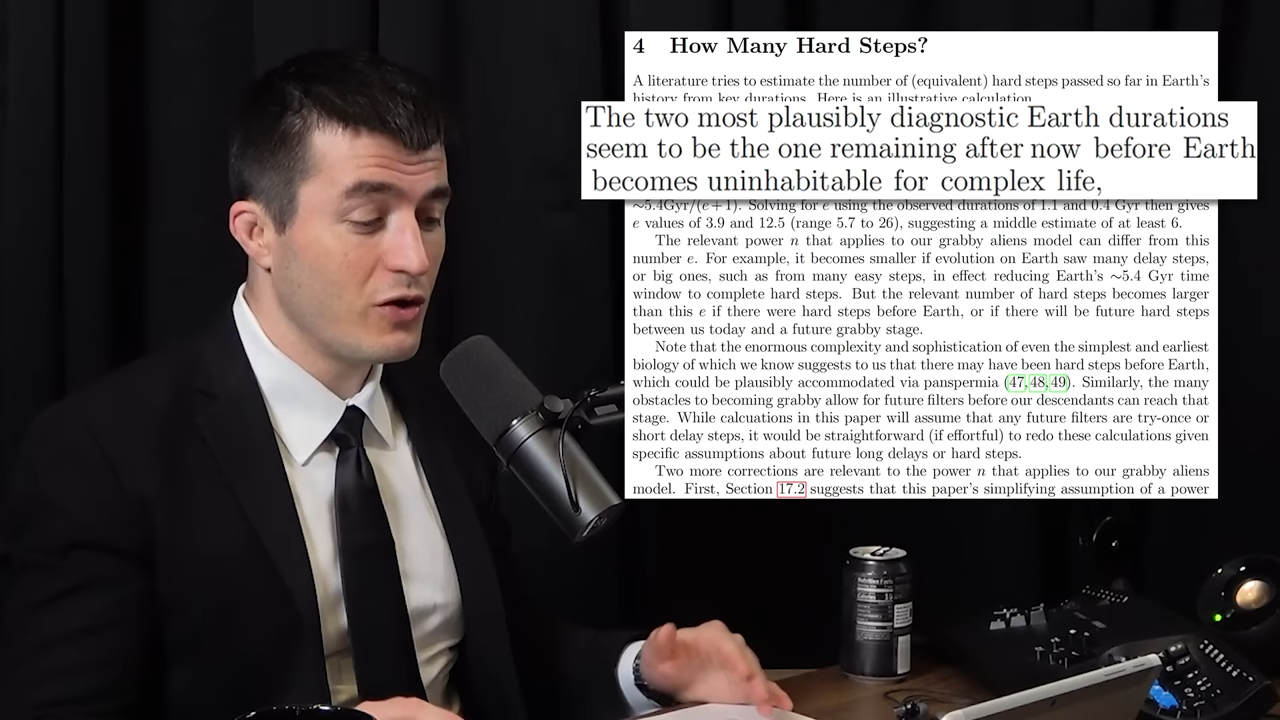 4 How Many Hard Steps?
A literature tries to estimate the number of (equivalent) hard steps passed so far in Earth's
history from key durations. Here is an illustrative calculation.
The two most plausibly diagnostic Earth durations
seem to be the one remaining after now before Earth
becomes uninhabitable for complex life,
~5.4Gyr/(e+1). Solving for e using the observed durations of 1.1 and 0.4 Gyr then gives
e values of 3.9 and 12.5 (range 5.7 to 26), suggesting a middle estimate of at least 6.
The relevant power n that applies to our grabby aliens model can differ from this
number e. For example, it becomes smaller if evolution on Earth saw many delay steps,
or big ones, such as from many easy steps, in effect reducing Earth's ~5.4 Gyr time
window to complete hard steps. But the relevant number of hard steps becomes larger
than this e if there were hard steps before Earth, or if there will be future hard steps
between us today and a future grabby stage.
Note that the enormous complexity and sophistication of even the simplest and earliest
biology of which we know suggests to us that there may have been hard steps before Earth,
which could be plausibly accommodated via panspermia (47,48,49). Similarly, the many
obstacles to becoming grabby allow for future filters before our descendants can reach that
stage. While calcuations in this paper will assume that any future filters are try-once or
short delay steps, it would be straightforward (if effortful) to redo these calculations given
specific assumptions about future long delays or hard steps.
Two more corrections are relevant to the power n that applies to our grabby aliens
model. First, Section 17.2 suggests that this paper's simplifying assumption of a power
Nutrition Facts
Calories